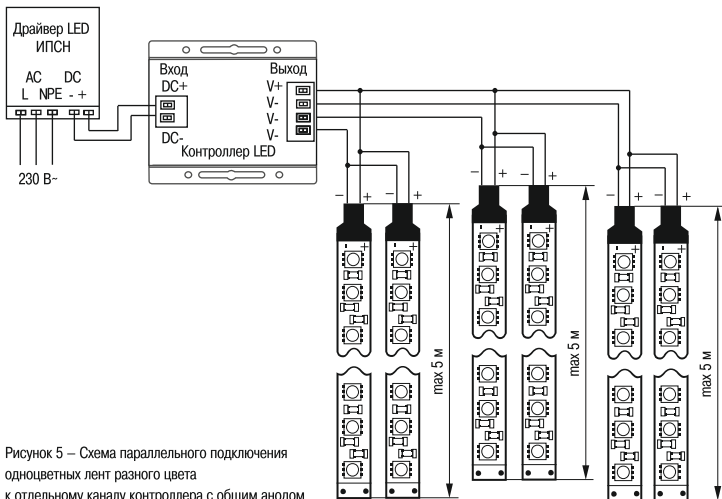 Драйвер LED
ИПСН
AC DC
L NPE - +
230 В~
Вход
DC+
DC-
Выход
V+
V-
V-
V-
Контроллер LED
- + - +
- + - +
- + - +
- +
- +
- +
max 5 м
max 5 м
max 5 м
Рисунок 5 – Схема параллельного подключения
одноцветных лент разного цвета
к отдельному каналу контроллера с общим анодом